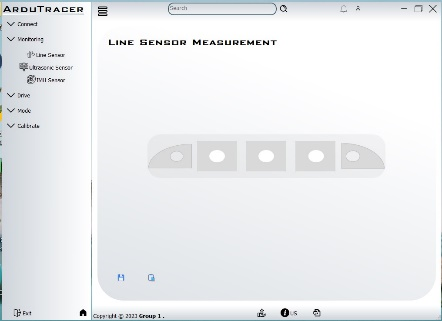 ArduTracer
Search
Connect
Monitoring
Line Sensor
Ultrasonic Sensor
IMU Sensor
Drive
Mode
Calibrate
Line Sensor Measurement
Exit
Copyright @ 2023 Group 1 .
US